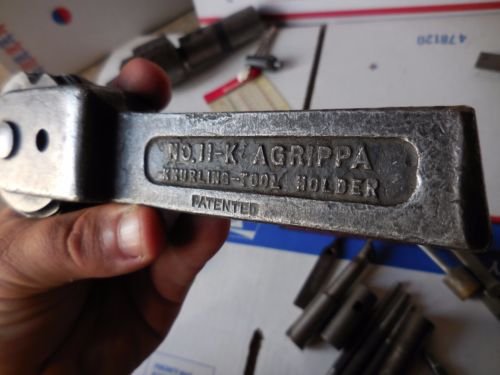 NO. 11-K AGRIPPA
KNURLING-TOOL HOLDER
PATENTED
478120